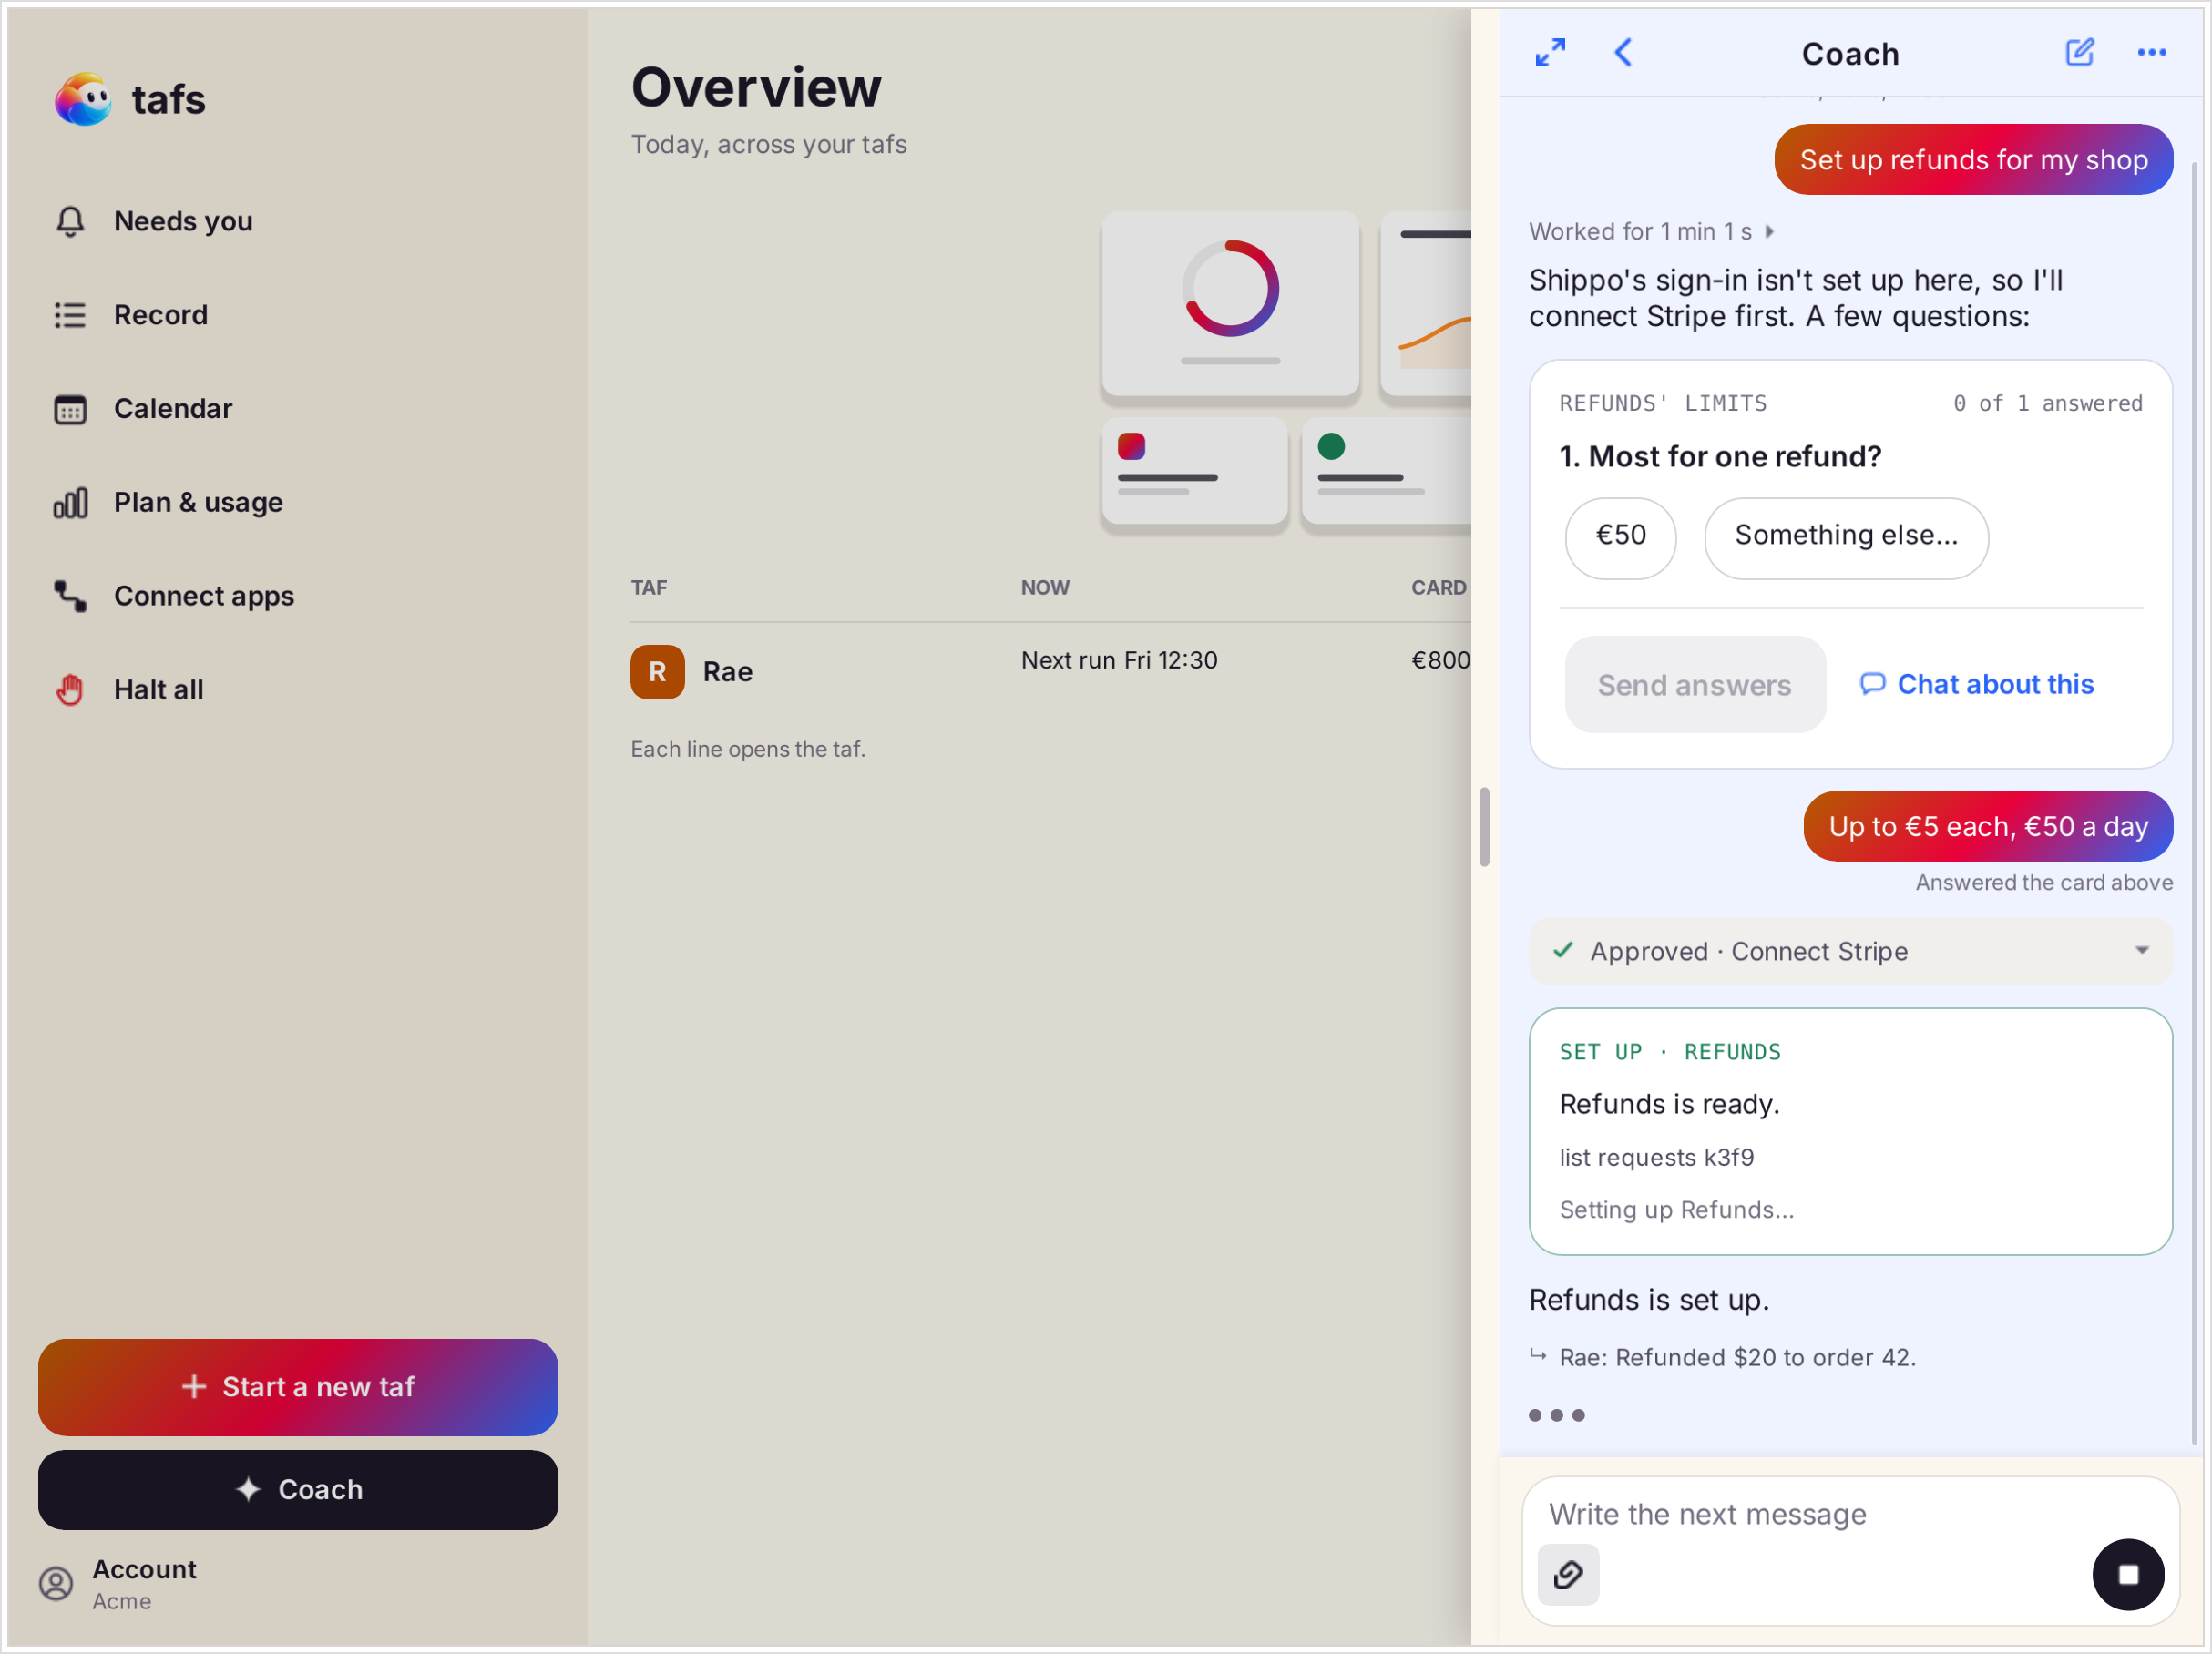 tafs
Needs you
Record
Calendar
Plan & usage
Connect apps
Halt all
+ Start a new taf
Coach
Account
Acme
Overview
Today, across your tafs
TAF NOW CARD
R Rae Next run Fri 12:30 €800
Each line opens the taf.
Coach
Set up refunds for my shop
Worked for 1 min 1 s
Shippo's sign-in isn't set up here, so I'll
connect Stripe first. A few questions:
REFUNDS' LIMITS 0 of 1 answered
1. Most for one refund?
€50 Something else...
Send answers Chat about this
Up to €5 each, €50 a day
Answered the card above
Approved · Connect Stripe
SET UP · REFUNDS
Refunds is ready.
list requests k3f9
Setting up Refunds...
Refunds is set up.
Rae: Refunded $20 to order 42.
Write the next message